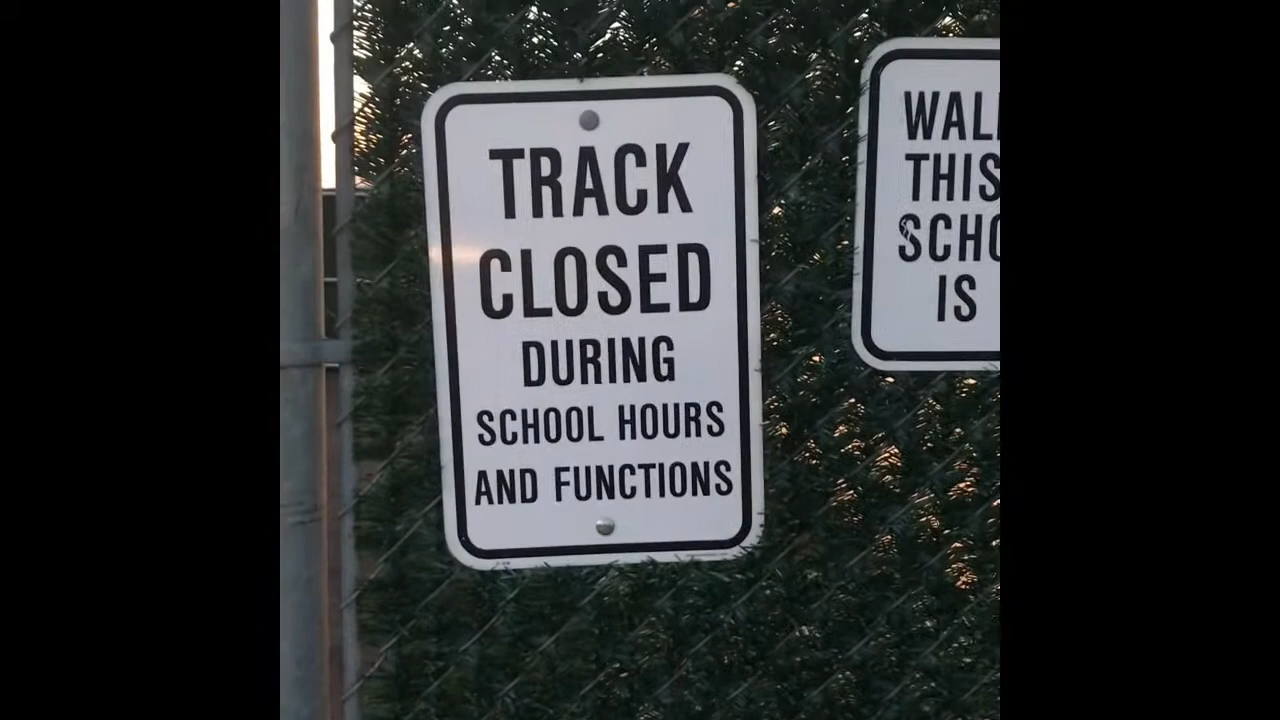 TRACK
CLOSED
DURING
SCHOOL HOURS
AND FUNCTIONS
THIS
IS